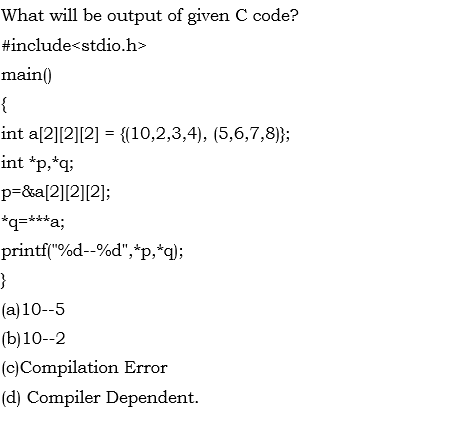 What will be output of given C code?
#include<stdio.h>
main()
{
int a[2][2][2] = {(10,2,3,4), (5,6,7,8)};
int *p,*q;
p=&a[2][2][2];
*q=***a;
printf("%d--%d",*p,*q);
}
(a)10--5
(b)10--2
(c)Compilation Error
(d) Compiler Dependent.